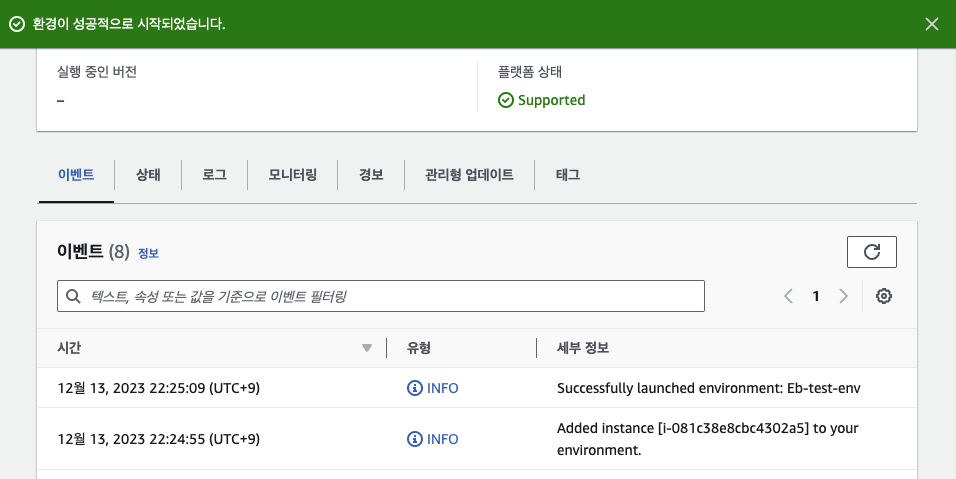 환경이 성공적으로 시작되었습니다.
실행 중인 버전
–
플랫폼 상태
Supported
이벤트 상태 로그 모니터링 경보 관리형 업데이트 태그
이벤트 (8) 정보
텍스트, 속성 또는 값을 기준으로 이벤트 필터링
1
시간 유형 세부 정보
12월 13, 2023 22:25:09 (UTC+9) INFO Successfully launched environment: Eb-test-env
12월 13, 2023 22:24:55 (UTC+9) INFO Added instance [i-081c38e8cbc4302a5] to your
environment.